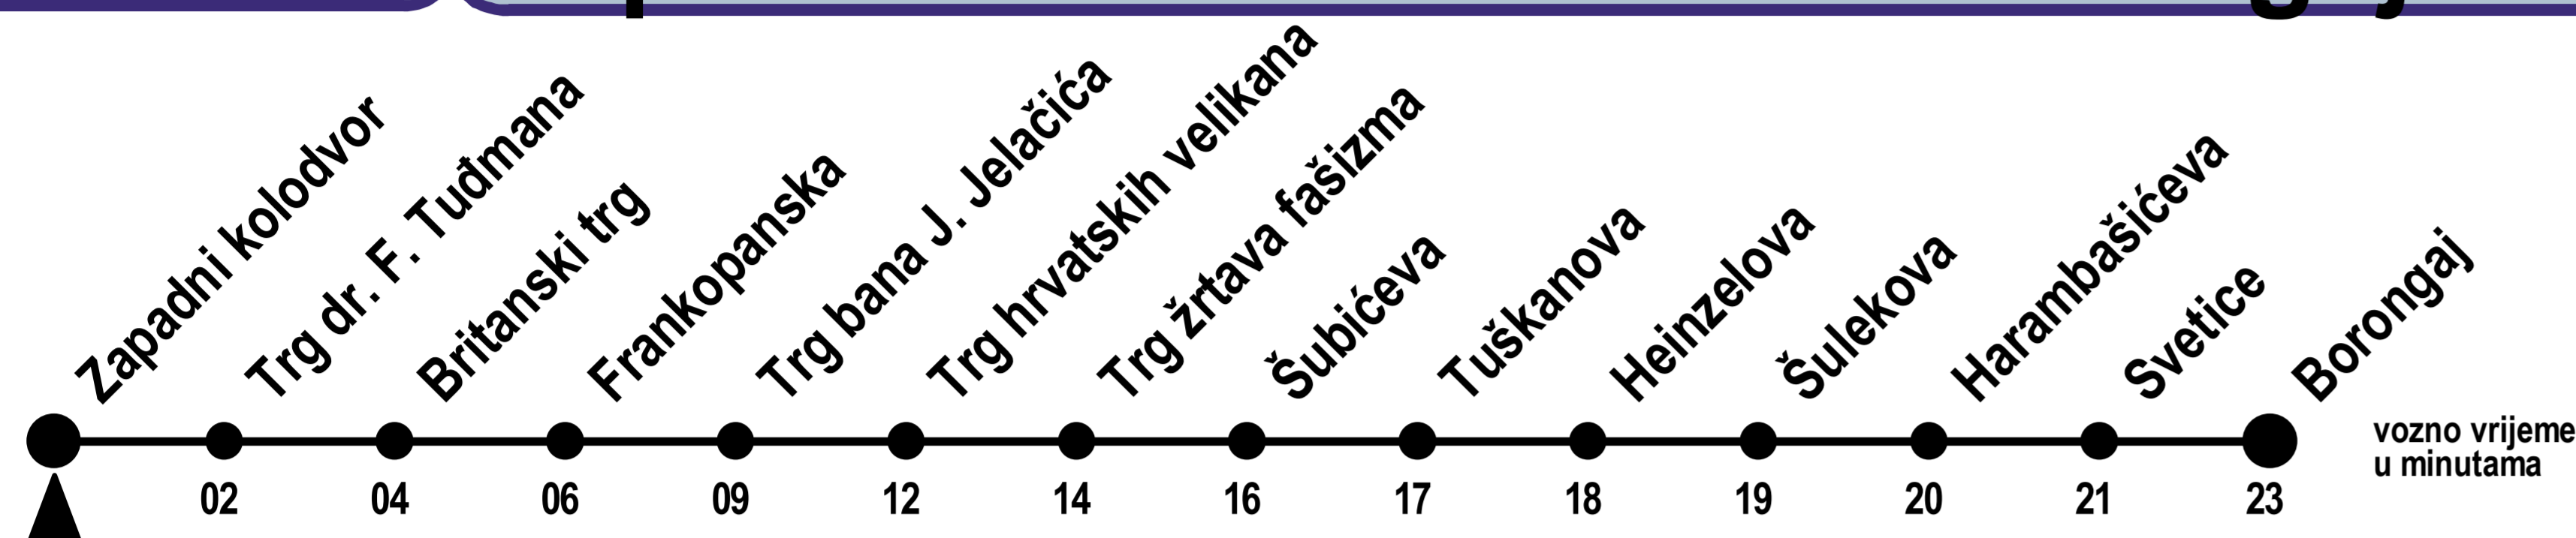 Zapadni kolodvor
Trg dr. F. Tuđmana
Britanski trg
Frankopanska
Trg bana J. Jelačića
Trg hrvatskih velikana
Trg žrtava fašizma
Šubićeva
Tuškanova
Heinzelova
Šulekova
Harambašićeva
Svetice
Borongaj
02 04 06 09 12 14 16 17 18 19 20 21 23
vozno vrijeme
u minutama